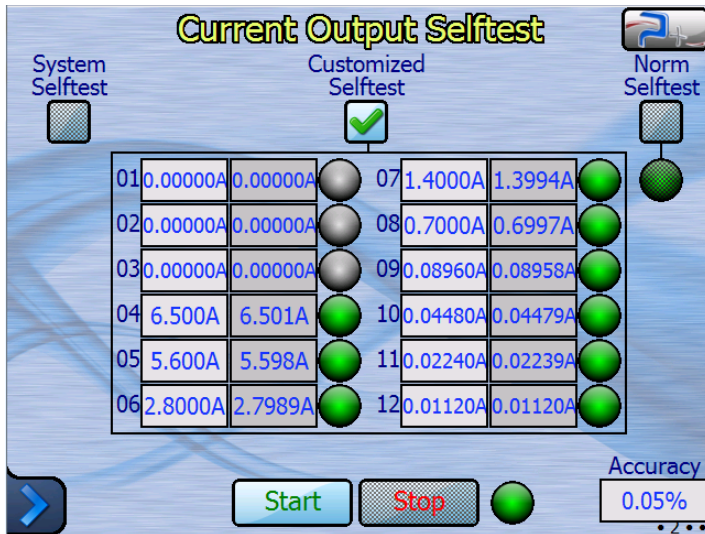 Current Output Selftest
System Selftest
Customized Selftest
Norm Selftest
01 0.00000A 0.00000A 07 1.4000A 1.3994A
02 0.00000A 0.00000A 08 0.7000A 0.6997A
03 0.00000A 0.00000A 09 0.08960A 0.08958A
04 6.500A 6.501A 10 0.04480A 0.04479A
05 5.600A 5.598A 11 0.02240A 0.02239A
06 2.8000A 2.7989A 12 0.01120A 0.01120A
Accuracy
Start Stop 0.05%
2